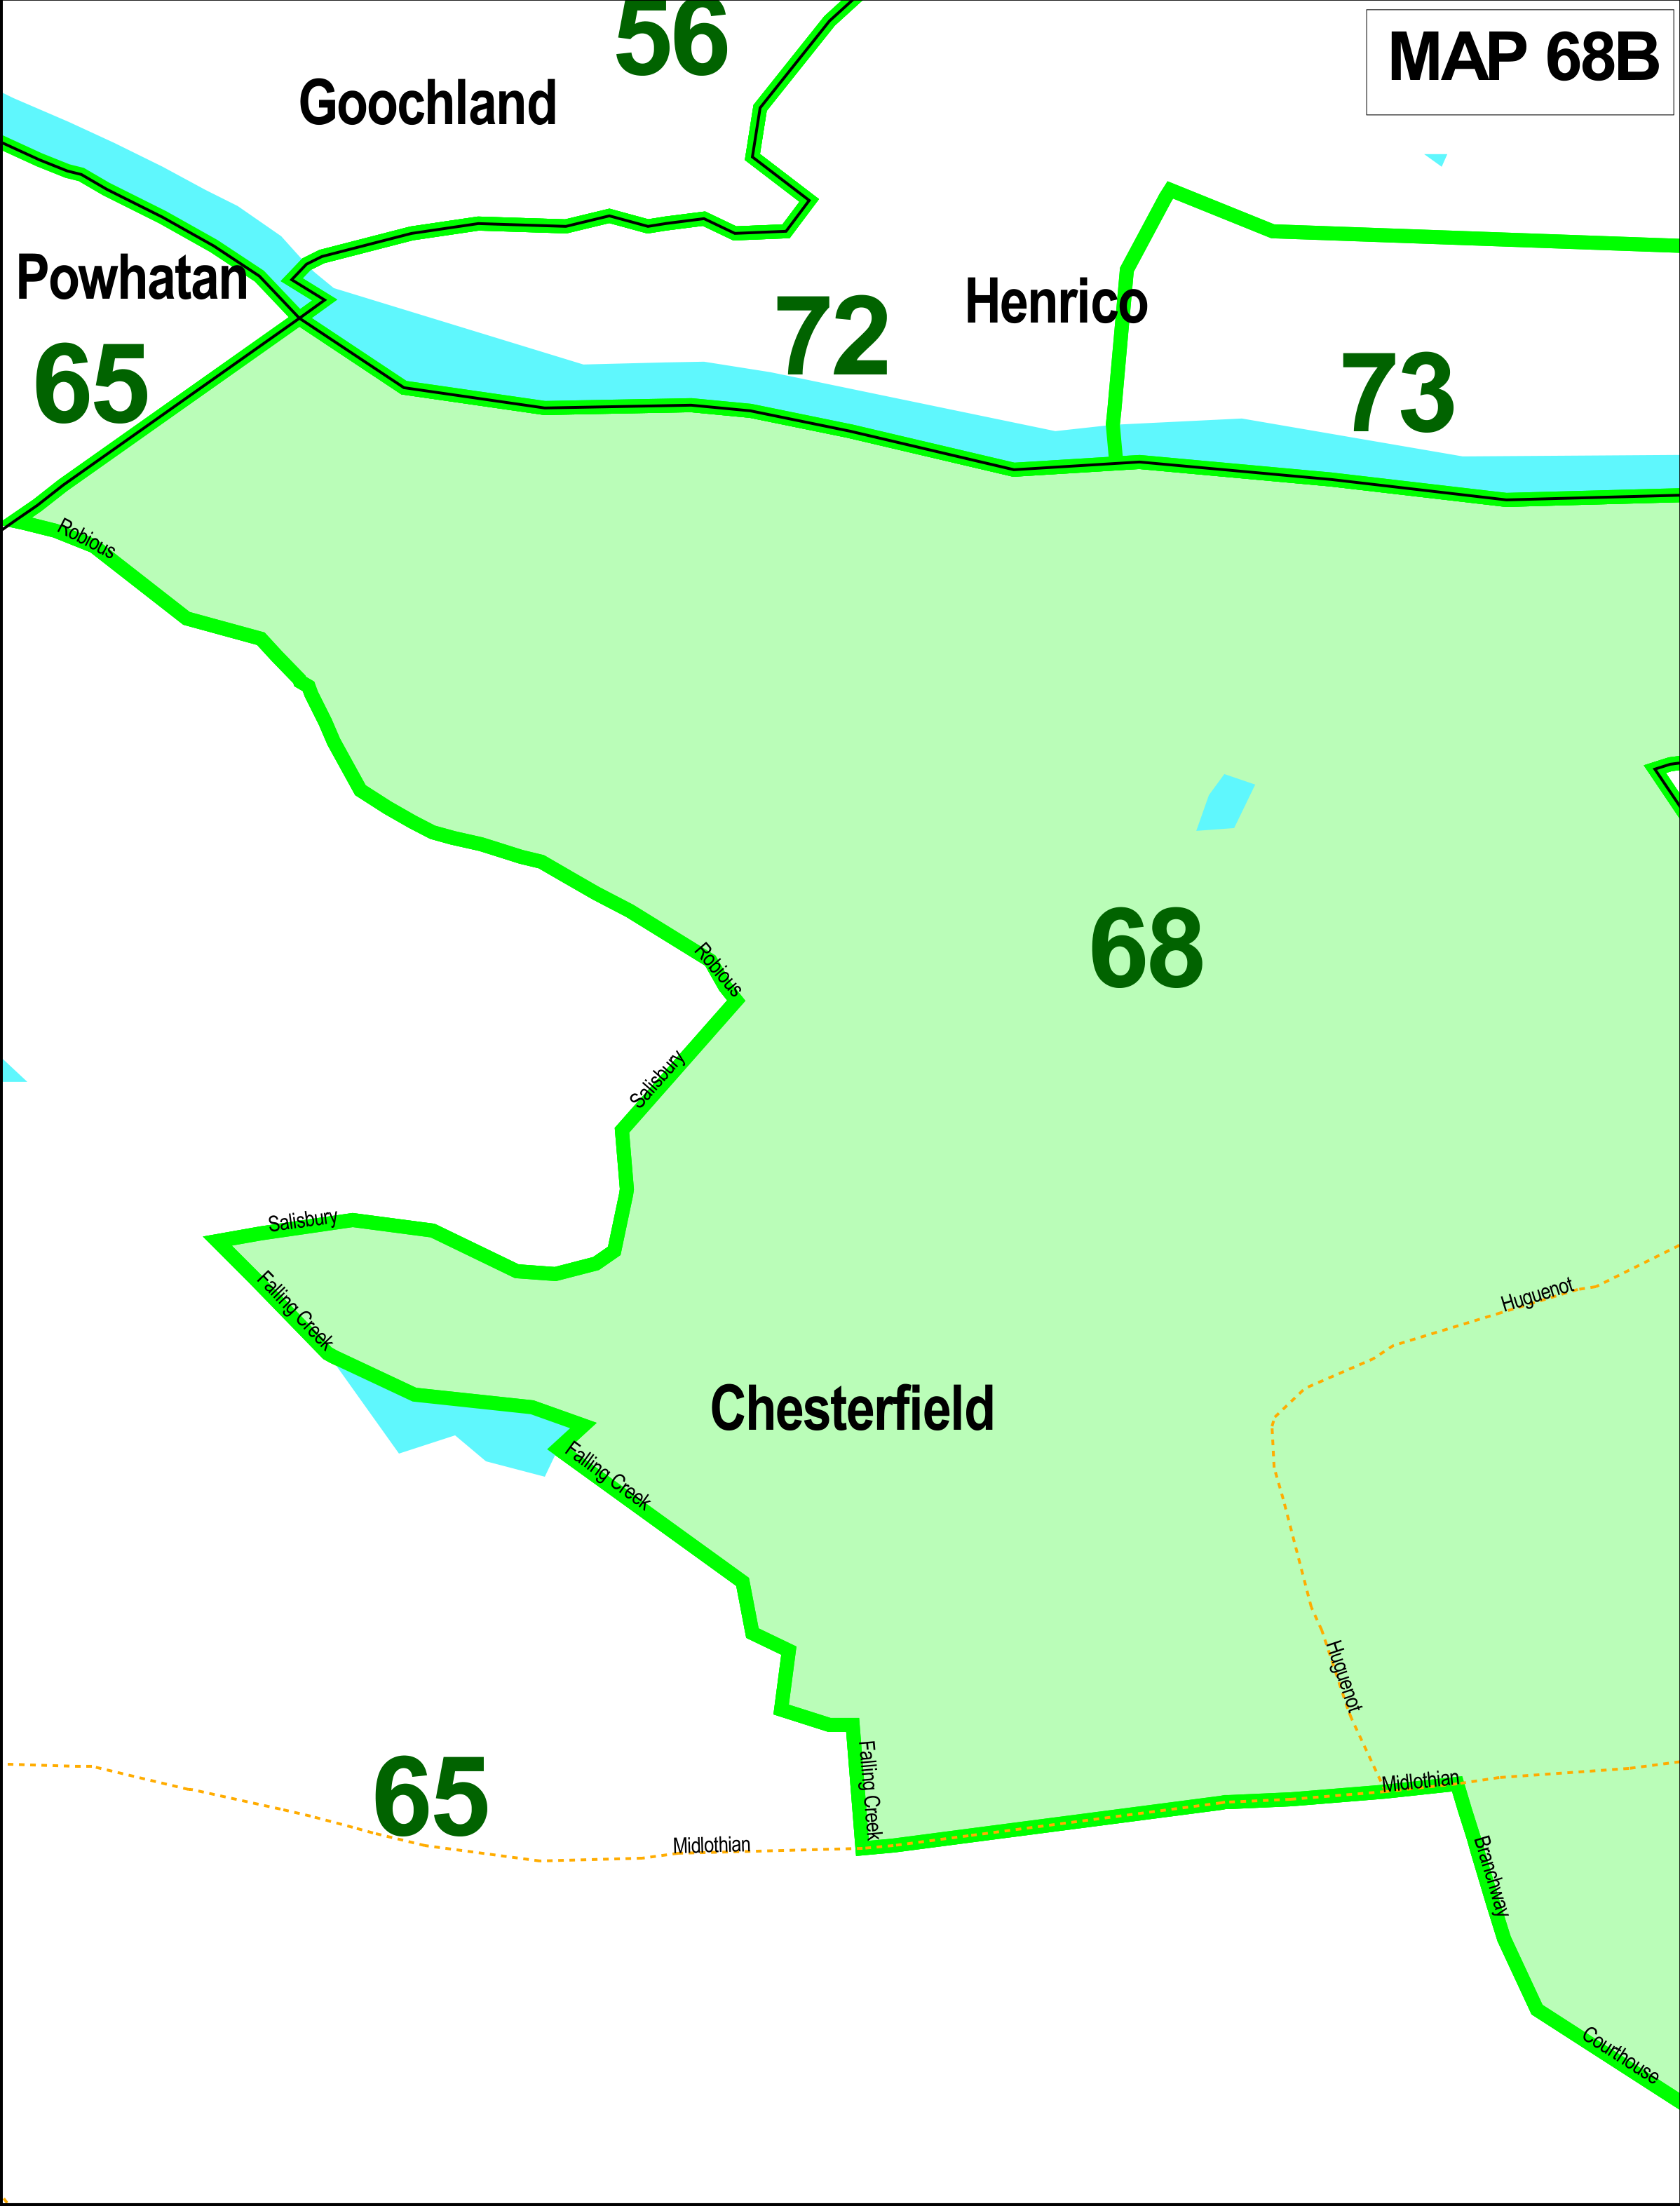 56
MAP 68B
Goochland
Powhatan
Henrico
72
65
73
Robious
68
Robious
Salisbury
Salisbury
Falling Creek
Huguenot
Chesterfield
Falling Creek
Huguenot
Falling Creek
Midlothian
65
Midlothian
Branchway
Courthouse